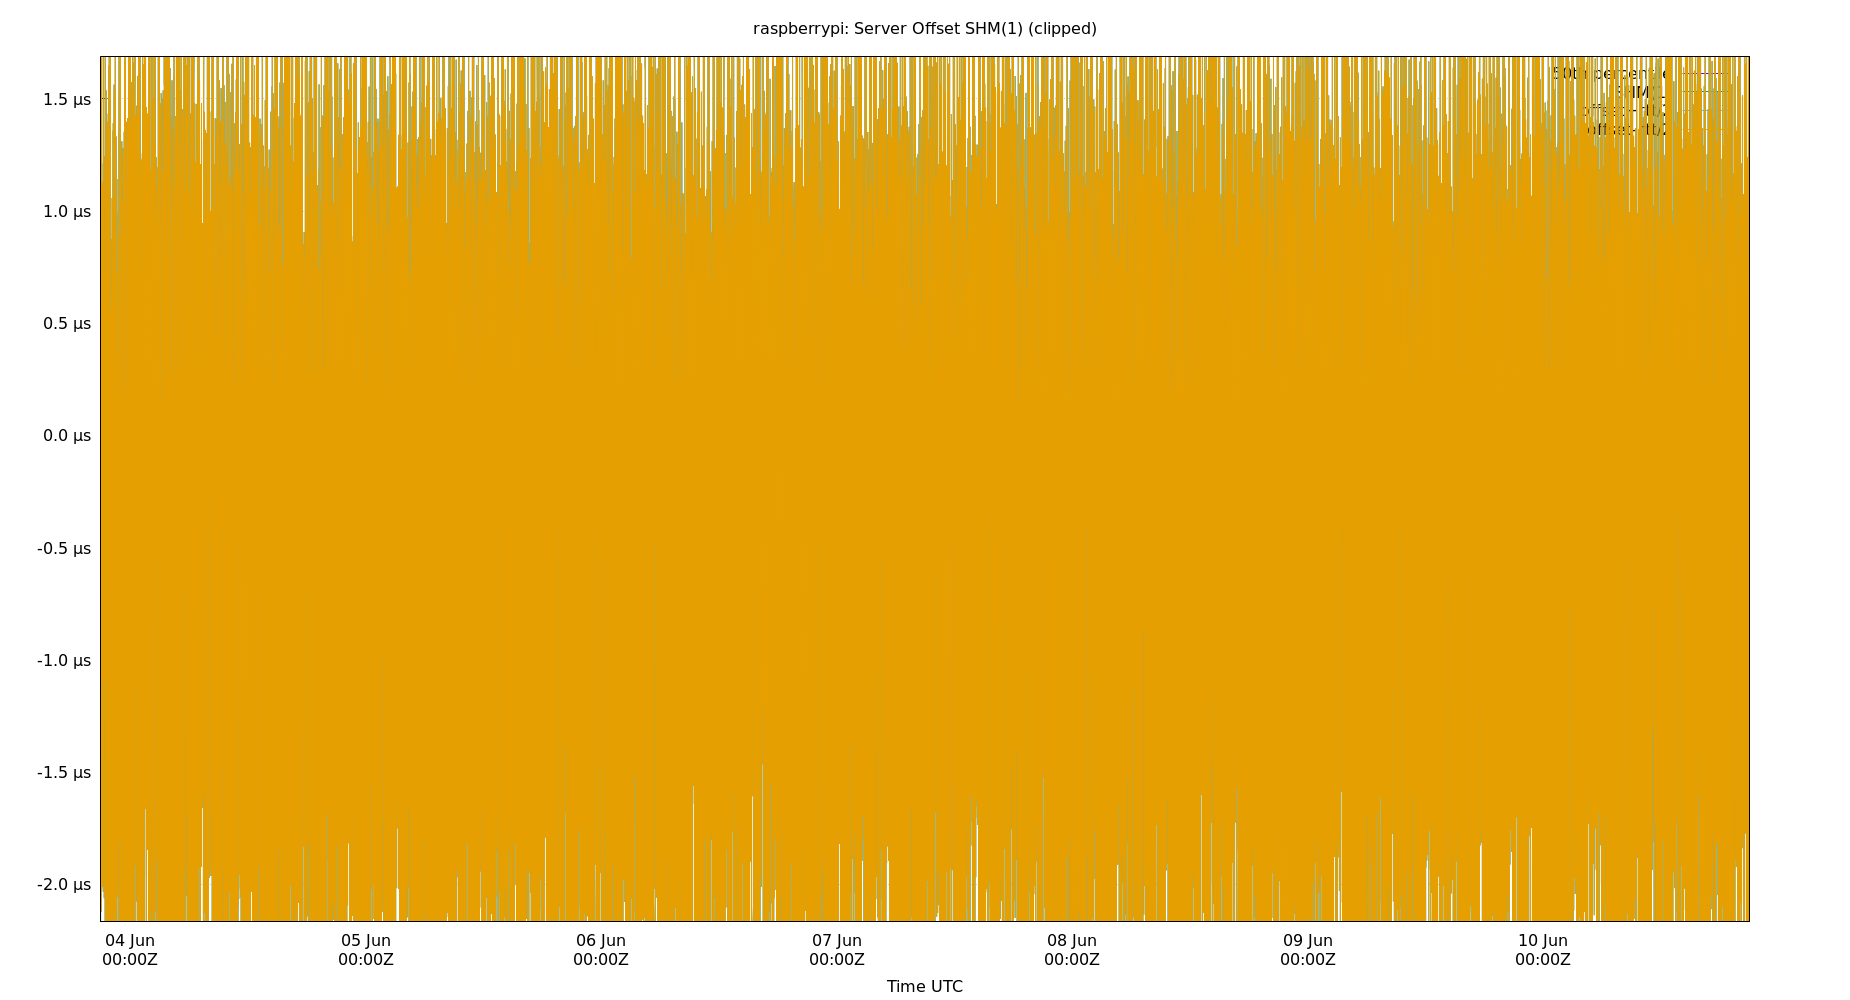 raspberrypi: Server Offset SHM(1) (clipped)
1.5 µs
1.0 µs
0.5 µs
0.0 µs
-0.5 µs
-1.0 µs
-1.5 µs
-2.0 µs
04 Jun 05 Jun 06 Jun 07 Jun 08 Jun 09 Jun 10 Jun
00:00Z 00:00Z 00:00Z 00:00Z 00:00Z 00:00Z 00:00Z
Time UTC